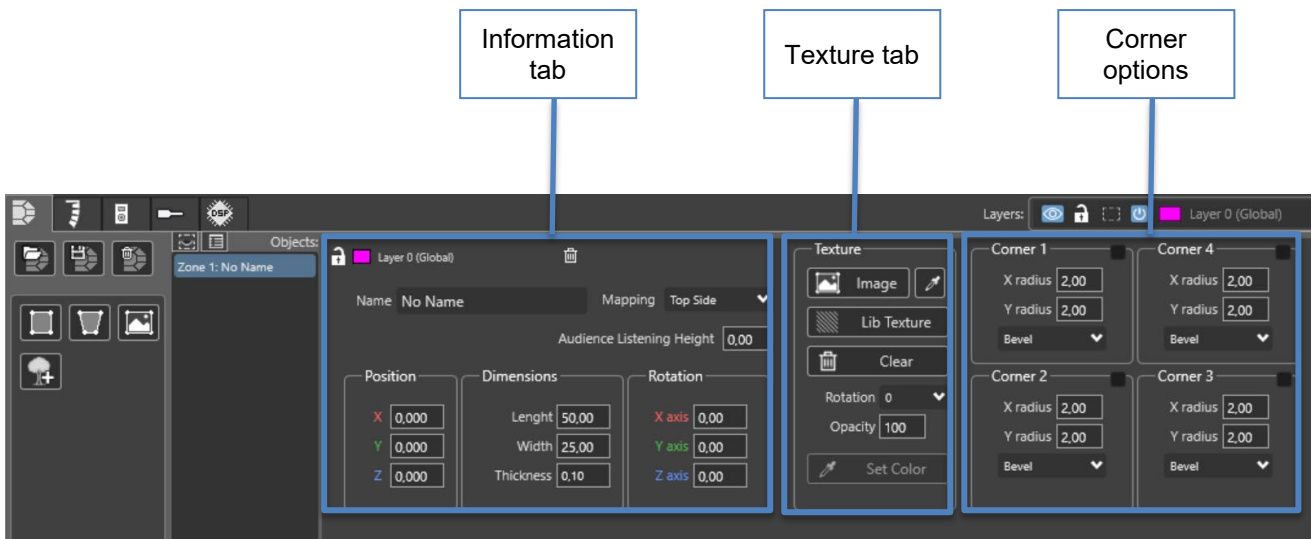 Information
tab
Texture tab
Corner
options
DSP
Layers:
Layer 0 (Global)
Objects:
Zone 1: No Name
Layer 0 (Global)
Name
No Name
Mapping
Top Side
Audience Listening Height
0,00
Position
X
0,000
Y
0,000
Z
0,000
Dimensions
Lenght
50,00
Width
25,00
Thickness
0,10
Rotation
X axis
0,00
Y axis
0,00
Z axis
0,00
Texture
Image
Lib Texture
Clear
Rotation
0
Opacity
100
Set Color
Corner 1
X radius
2,00
Y radius
2,00
Bevel
Corner 4
X radius
2,00
Y radius
2,00
Bevel
Corner 2
X radius
2,00
Y radius
2,00
Bevel
Corner 3
X radius
2,00
Y radius
2,00
Bevel